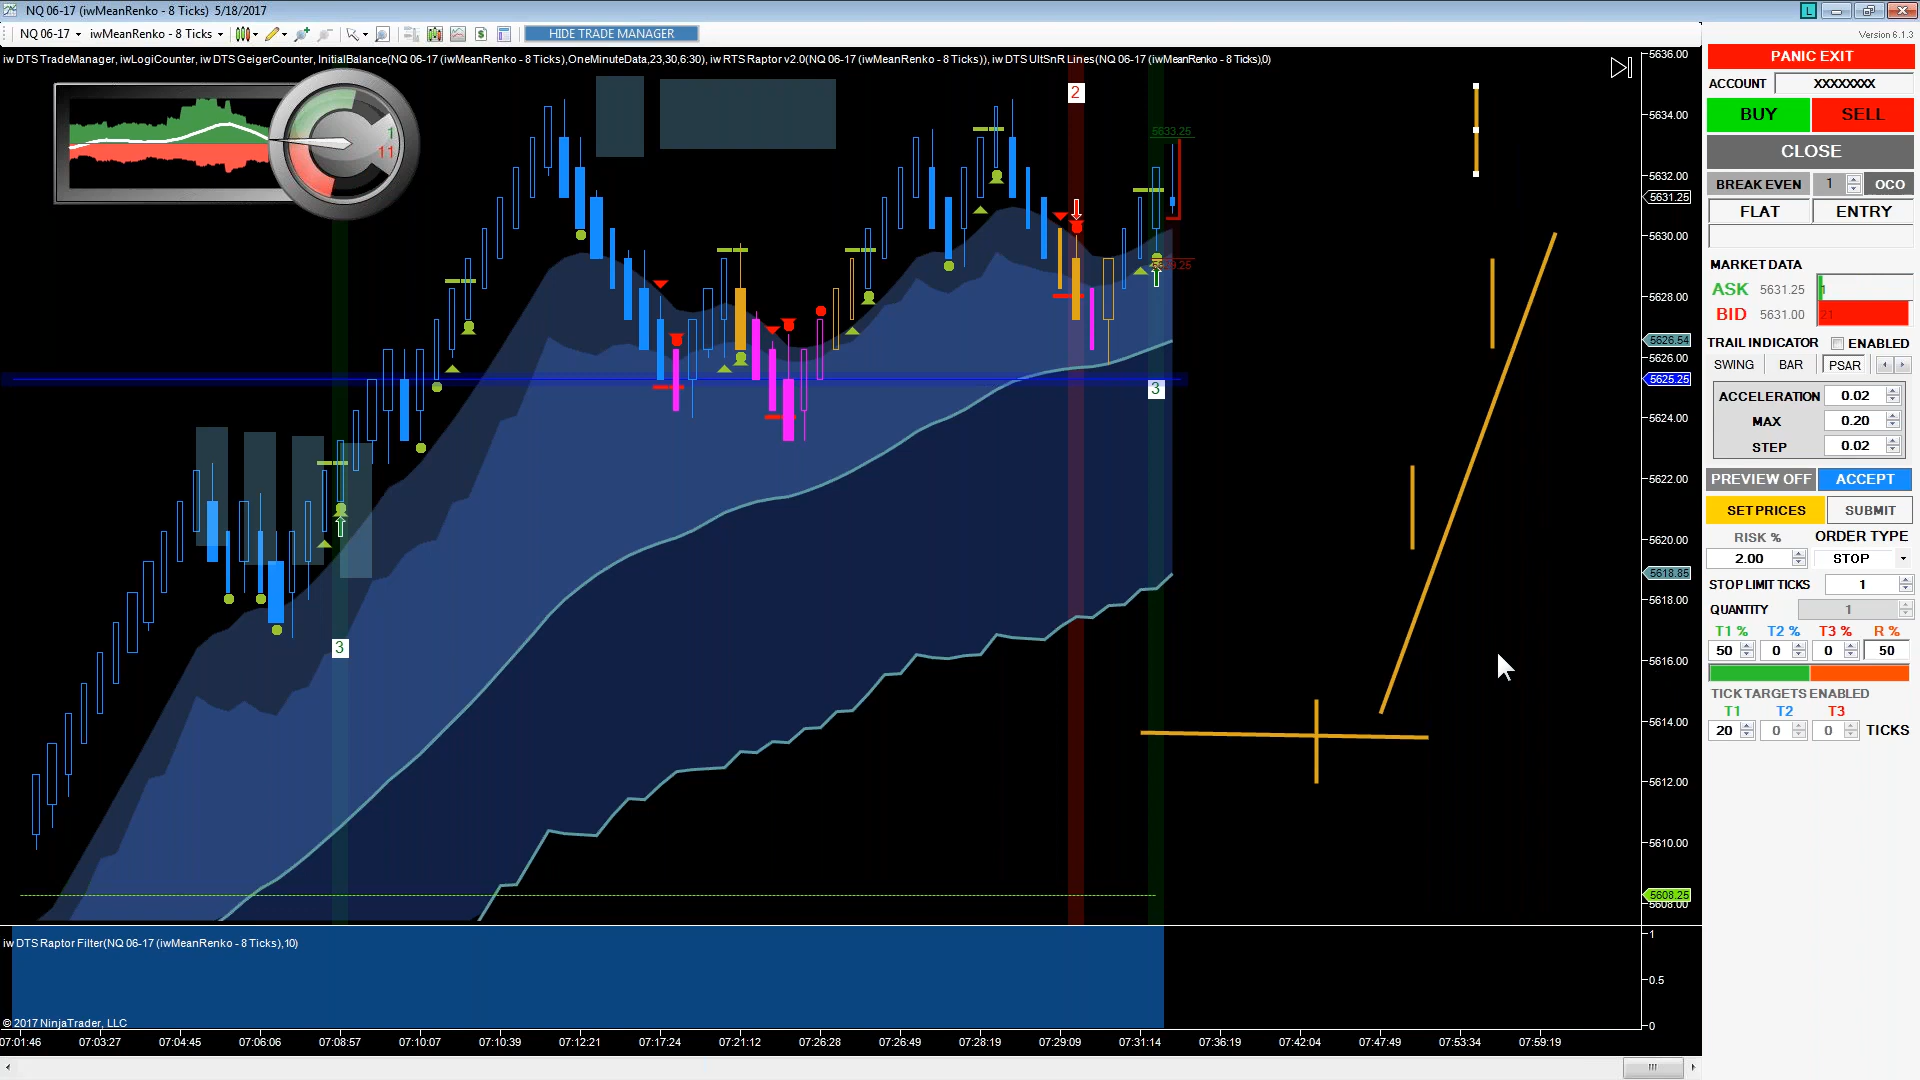 NQ 06-17 (iwMeanRenko - 8 Ticks) 5/18/2017
L
NQ 06-17 iwMeanRenko - 8 Ticks $ HIDE TRADE MANAGER
Version 6.1.3
iw DTS TradeManager, iwLogiCounter, iw DTS GeigerCounter, InitialBalance(NQ 06-17 (iwMeanRenko - 8 Ticks),OneMinuteData,23,30,6:30), iw RTS Raptor v2.0(NQ 06-17 (iwMeanRenko - 8 Ticks)), iw DTS UltSnR Lines(NQ 06-17 (iwMeanRenko - 8 Ticks),0)
1
11
2
5633.25
3
3
5636.00
5634.00
5632.00
5631.25
5630.00
5628.00
5626.54
5626.00
5625.25
5624.00
5622.00
5620.00
5618.85
5618.00
5616.00
5614.00
5612.00
5610.00
5608.25
5608.00
iw DTS Raptor Filter(NQ 06-17 (iwMeanRenko - 8 Ticks),10)
1
0.5
0
© 2017 NinjaTrader, LLC
07:01:46 07:03:27 07:04:45 07:06:06 07:08:57 07:10:07 07:10:39 07:12:21 07:17:24 07:21:12 07:26:28 07:26:49 07:28:19 07:29:09 07:31:14 07:36:19 07:42:04 07:47:49 07:53:34 07:59:19
PANIC EXIT
ACCOUNT XXXXXXXX
BUY SELL
CLOSE
BREAK EVEN 1 OCO
FLAT ENTRY
MARKET DATA
ASK 5631.25 1
BID 5631.00 21
TRAIL INDICATOR ENABLED
SWING BAR PSAR
ACCELERATION 0.02
MAX 0.20
STEP 0.02
PREVIEW OFF ACCEPT
SET PRICES SUBMIT
RISK % ORDER TYPE
2.00 STOP
STOP LIMIT TICKS 1
QUANTITY 1
T1 % T2 % T3 % R %
50 0 0 50
TICK TARGETS ENABLED
T1 T2 T3
20 0 0 TICKS